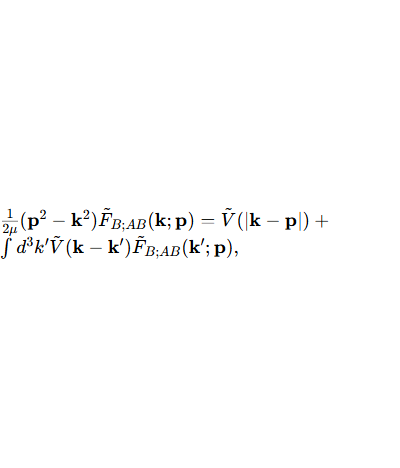 \frac{1}{2\mu}(\mathbf{p}^2 - \mathbf{k}^2)\tilde{F}_{B;AB}(\mathbf{k};\mathbf{p}) = \tilde{V}(|\mathbf{k} - \mathbf{p}|) +
\int d^3k'\tilde{V}(\mathbf{k} - \mathbf{k}')\tilde{F}_{B;AB}(\mathbf{k}';\mathbf{p}),